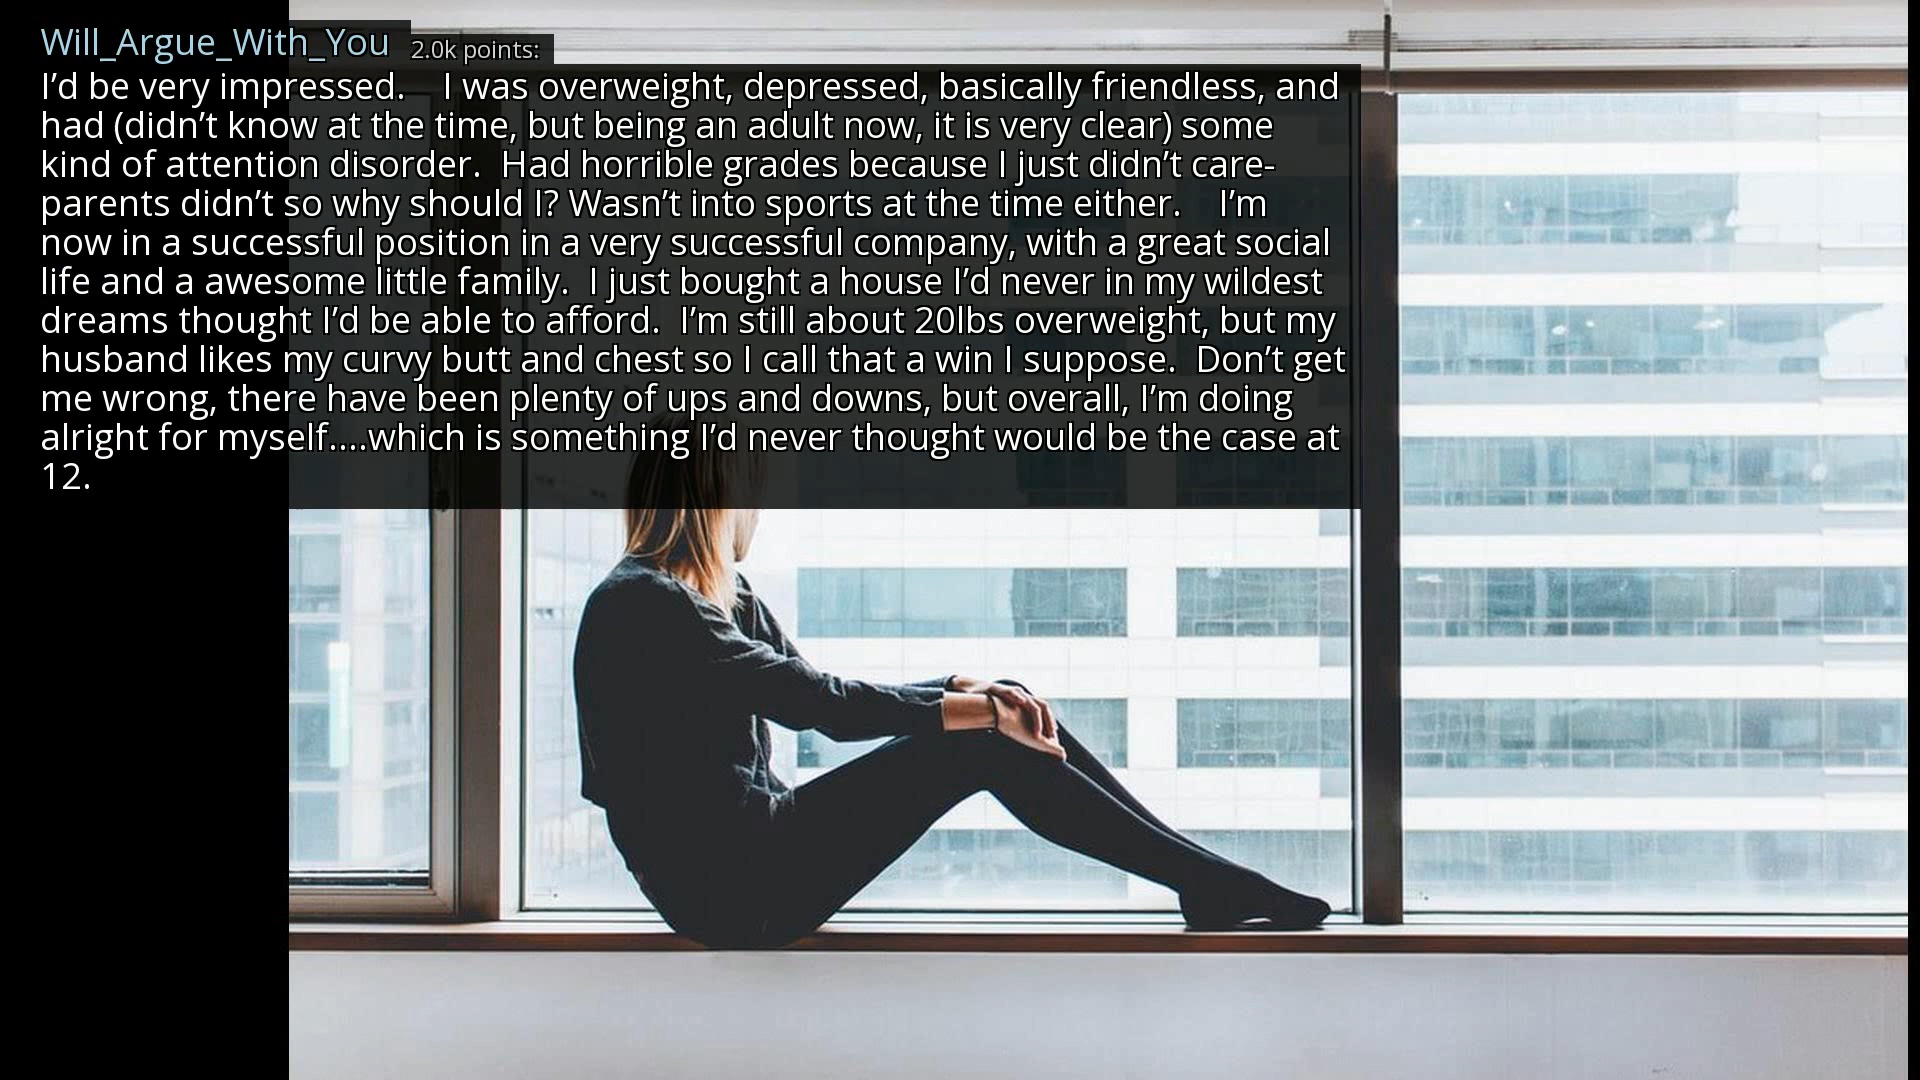 Will_Argue_With_You 2.0k points:
I’d be very impressed.    I was overweight, depressed, basically friendless, and
had (didn’t know at the time, but being an adult now, it is very clear) some
kind of attention disorder.  Had horrible grades because I just didn’t care-
parents didn’t so why should I? Wasn’t into sports at the time either.    I’m
now in a successful position in a very successful company, with a great social
life and a awesome little family.  I just bought a house I’d never in my wildest
dreams thought I’d be able to afford.  I’m still about 20lbs overweight, but my
husband likes my curvy butt and chest so I call that a win I suppose.  Don’t get
me wrong, there have been plenty of ups and downs, but overall, I’m doing
alright for myself....which is something I’d never thought would be the case at
12.